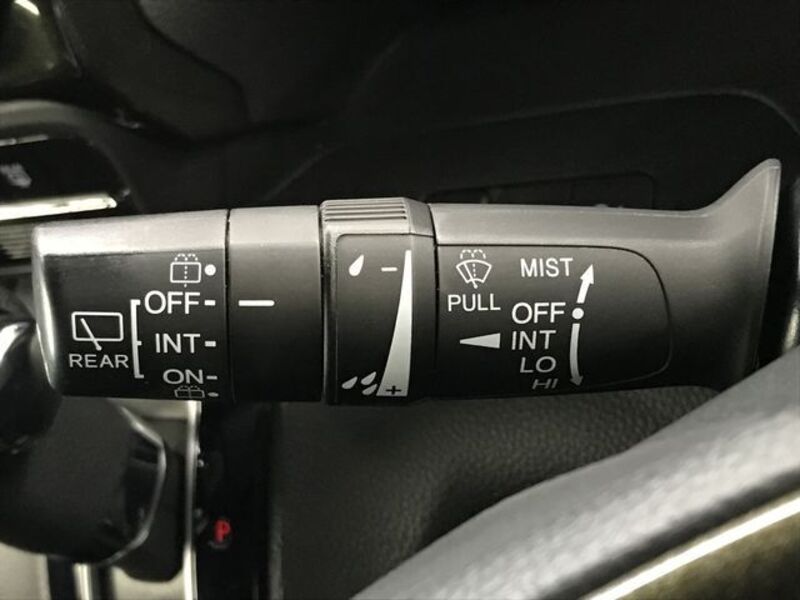 OFF
INT
ON
REAR
−
+
PULL
MIST
OFF
INT
LO
HI
P